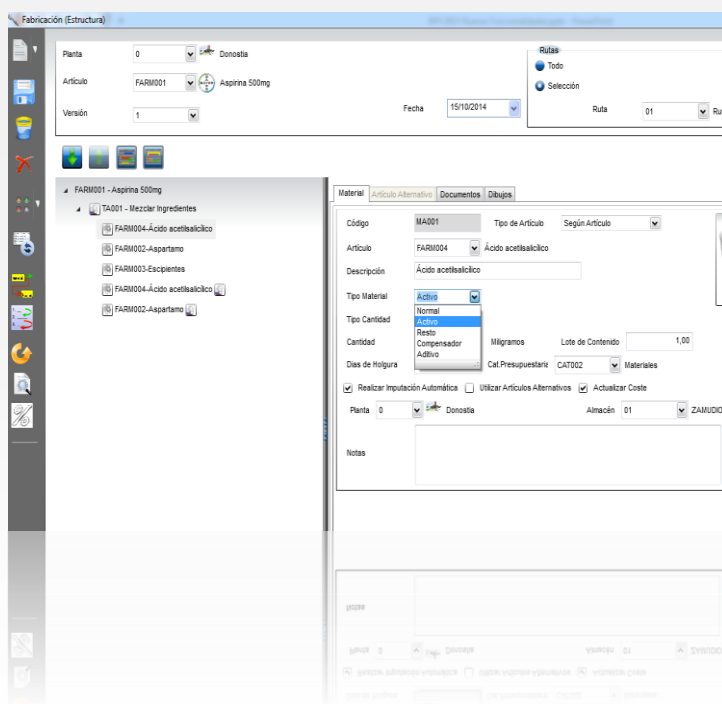 Fabricación (Estructura)
Planta 0 Donostia
Artículo FARM001 Aspirina 500mg
Versión 1
Fecha 15/10/2014
Rutas
Todo
Selección
Ruta 01
FARM001 - Aspirina 500mg
TA001 - Mezclar Ingredientes
FARM004-Ácido acetilsalicílico
FARM002-Aspartamo
FARM003-Escipientes
FARM004-Ácido acetilsalicílico
FARM002-Aspartamo
Material Artículo Alternativo Documentos Dibujos
Código MA001 Tipo de Artículo Según Artículo
Artículo FARM004 Ácido acetilsalicílico
Descripción Ácido acetilsalicílico
Tipo Material Activo
Normal
Activo
Resto
Compensador
Aditivo
Tipo Cantidad
Cantidad Miligramos Lote de Contenido 1,00
Dias de Holgura Cat.Presupuestaria CAT002 Materiales
Realizar Imputación Automática Utilizar Artículos Alternativos Actualizar Coste
Planta 0 Donostia Almacén 01 ZAMUDIO
Notas